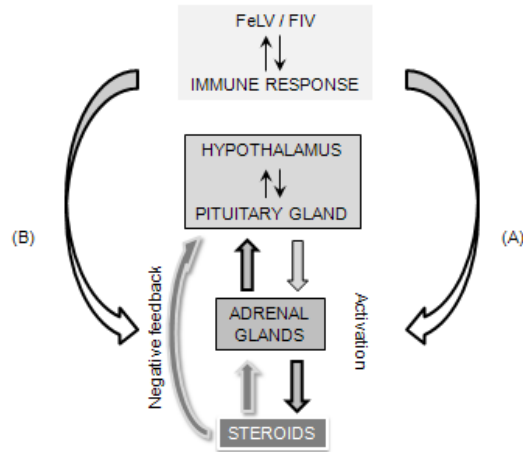 FeLV / FIV
IMMUNE RESPONSE
HYPOTHALAMUS
PITUITARY GLAND
(B)
(A)
Negative feedback
ADRENAL
GLANDS
Activation
STEROIDS